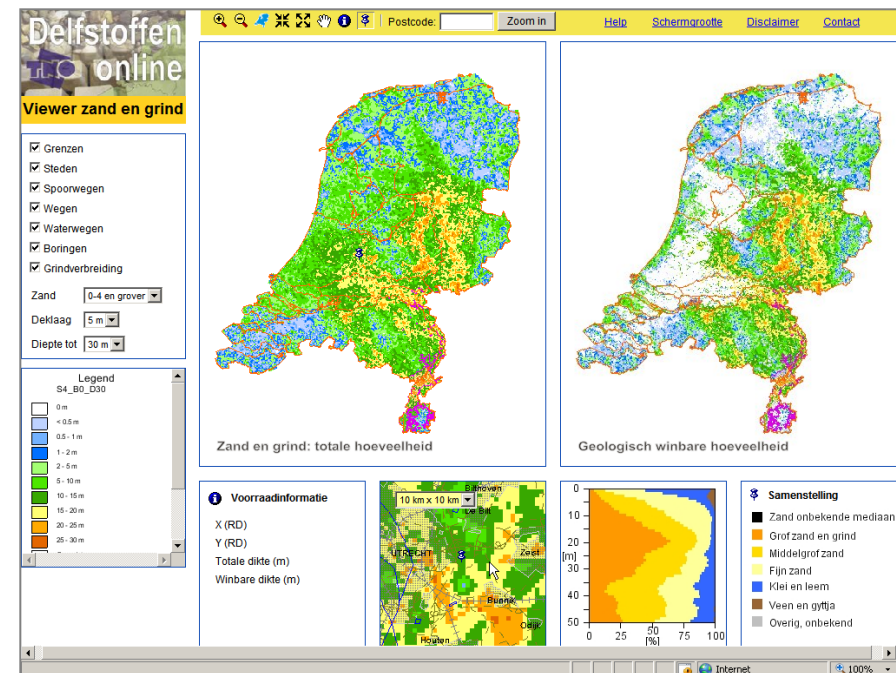 Delfstoffen
online
Viewer zand en grind
Postcode:
Zoom in
Help
Schermgrootte
Disclaimer
Contact
Grenzen
Steden
Spoorwegen
Wegen
Waterwegen
Boringen
Grindverbreiding
Zand 0-4 en grover
Deklaag 5 m
Diepte tot 30 m
Legend
S4_B0_D30
0 m
< 0.5 m
0.5 - 1 m
1 - 2 m
2 - 5 m
5 - 10 m
10 - 15 m
15 - 20 m
20 - 25 m
25 - 30 m
Zand en grind: totale hoeveelheid
Geologisch winbare hoeveelheid
Voorraadinformatie
X (RD)
Y (RD)
Totale dikte (m)
Winbare dikte (m)
Bilthoven
10 km x 10 km
De Bilt
UTRECHT
Zeist
Bunnik
Odijk
Houten
0
10
20
[m]
30
40
50
0 25 50 75 100
[%]
Samenstelling
Zand onbekende mediaan
Grof zand en grind
Middelgrof zand
Fijn zand
Klei en leem
Veen en gyttja
Overig, onbekend
Internet
100%